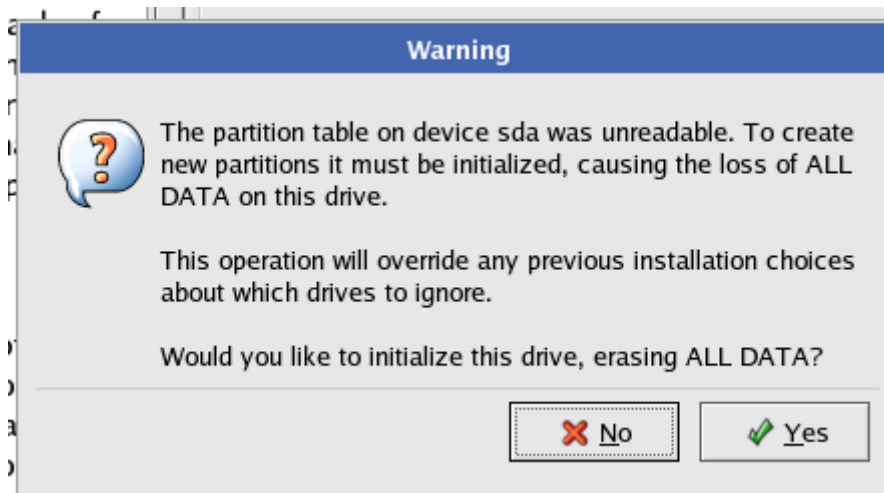 Warning
The partition table on device sda was unreadable. To create
new partitions it must be initialized, causing the loss of ALL
DATA on this drive.
This operation will override any previous installation choices
about which drives to ignore.
Would you like to initialize this drive, erasing ALL DATA?
No
Yes